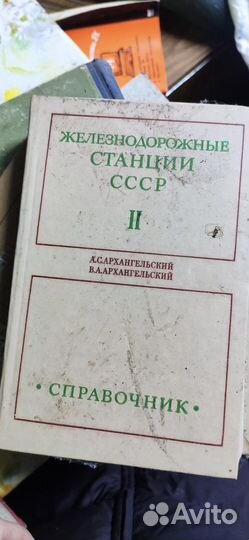 ЖЕЛЕЗНОДОРОЖНЫЕ
СТАНЦИИ
СССР
II
А.С.АРХАНГЕЛЬСКИЙ
В.А.АРХАНГЕЛЬСКИЙ
• СПРАВОЧНИК •
Avito